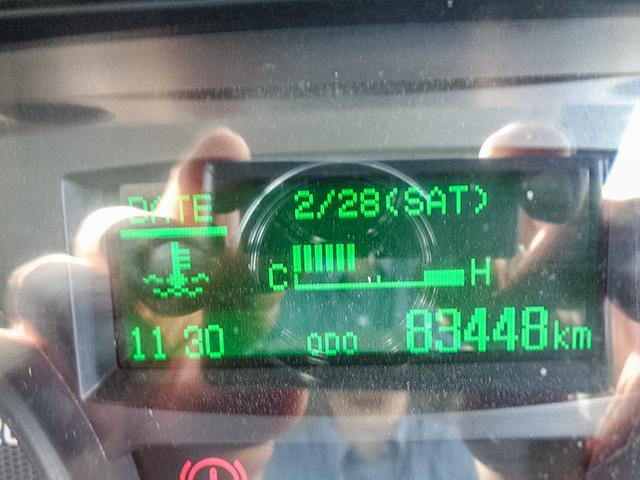 DATE
2/28(SAT)
C H
11 30
ODO 83448km